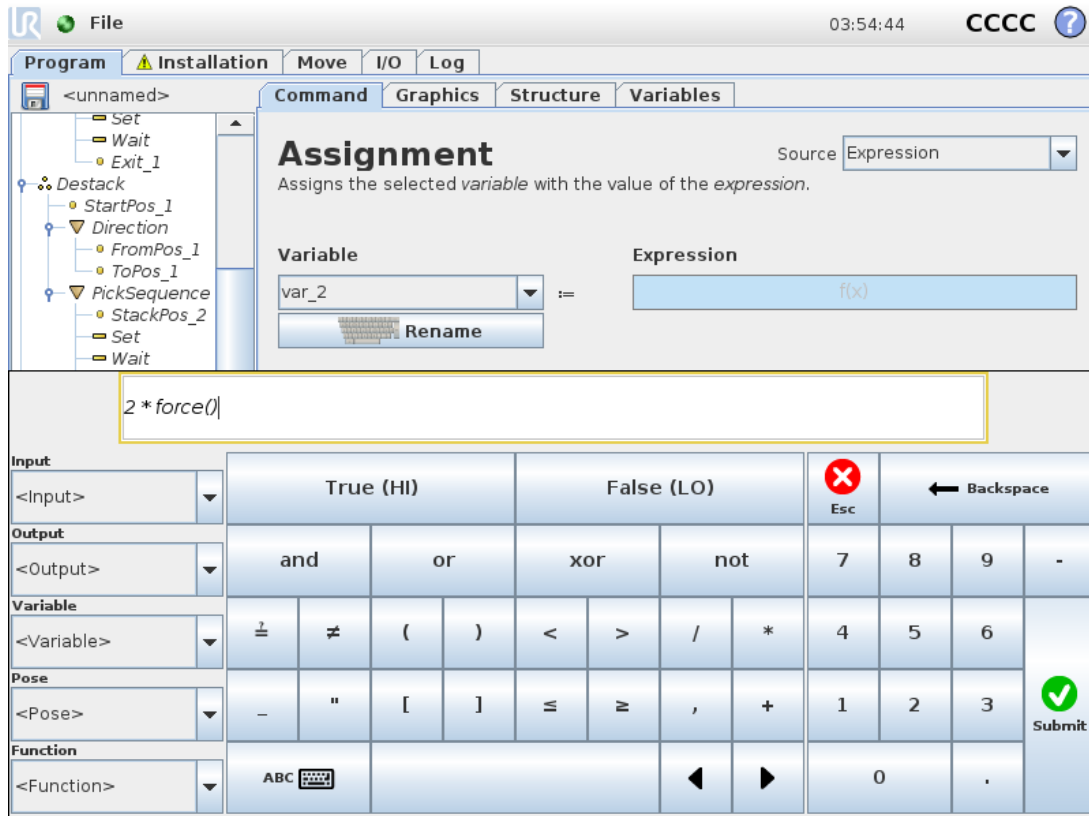 UR File 03:54:44 CCCC ?
Program Installation Move I/O Log
<unnamed> Command Graphics Structure Variables
Set
Wait
Exit_1
Destack
StartPos_1
Direction
FromPos_1
ToPos_1
PickSequence
StackPos_2
Set
Wait
Assignment Source Expression
Assigns the selected variable with the value of the expression.
Variable Expression
var_2 := f(x)
Rename
2 * force()
Input
<Input>
Output
<Output>
Variable
<Variable>
Pose
<Pose>
Function
<Function>
True (HI) False (LO) Esc Backspace
and or xor not 7 8 9 -
≟ ≠ ( ) < > / * 4 5 6
_ " [ ] ≤ ≥ , + 1 2 3 Submit
ABC 0 .